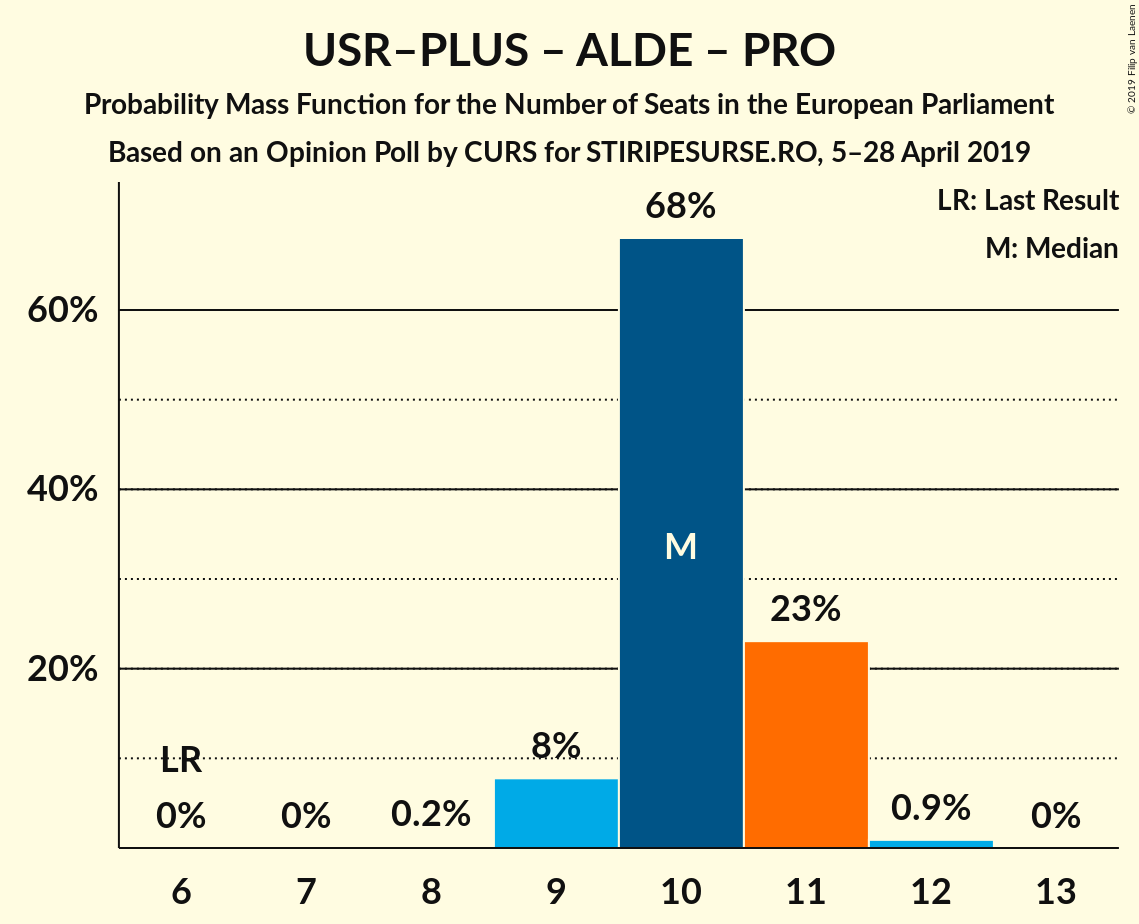 USR–PLUS – ALDE – PRO
Probability Mass Function for the Number of Seats in the European Parliament
Based on an Opinion Poll by CURS for STIRIPESURSE.RO, 5–28 April 2019
© 2019 Filip van Laenen
LR: Last Result
M: Median
68%
60%
40%
M
23%
20%
8%
LR
0%
0%
0.2%
0.9%
0%
6 7 8 9 10 11 12 13